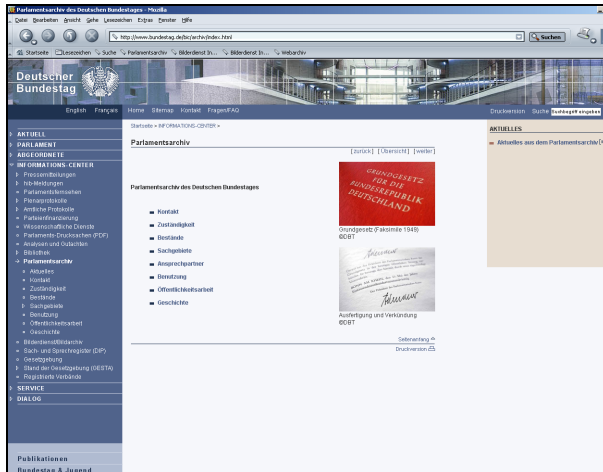 Parlamentsarchiv des Deutschen Bundestages - Mozilla
Datei Bearbeiten Ansicht Gehe Lesezeichen Extras Fenster Hilfe
http://www.bundestag.de/bic/archiv/index.html
Suchen
Startseite Lesezeichen Suche Parlamentsarchiv Bilderdienst In... Bilderdienst In... Webarchiv
Deutscher
Bundestag
English Français
Home Sitemap Kontakt Fragen/FAQ
Druckversion Suche Suchbegriff eingeben
AKTUELL
PARLAMENT
ABGEORDNETE
INFORMATIONS-CENTER
Pressemitteilungen
hib-Meldungen
Parlamentsfernsehen
Plenarprotokolle
Amtliche Protokolle
Parteienfinanzierung
Wissenschaftliche Dienste
Parlaments-Drucksachen (PDF)
Analysen und Gutachten
Bibliothek
Parlamentsarchiv
Aktuelles
Kontakt
Zuständigkeit
Bestände
Sachgebiete
Benutzung
Öffentlichkeitsarbeit
Geschichte
Bilderdienst/Bildarchiv
Sach- und Sprechregister (DIP)
Gesetzgebung
Stand der Gesetzgebung (GESTA)
Registrierte Verbände
SERVICE
DIALOG
Publikationen
Bundestag & Jugend
Startseite > INFORMATIONS-CENTER >
Parlamentsarchiv
[zurück] [Übersicht] [weiter]
Parlamentsarchiv des Deutschen Bundestages
Kontakt
Zuständigkeit
Bestände
Sachgebiete
Ansprechpartner
Benutzung
Öffentlichkeitsarbeit
Geschichte
GRUNDGESETZ
FÜR DIE
BUNDESREPUBLIK
DEUTSCHLAND
Grundgesetz (Faksimile 1949)
©DBT
Ausfertigung und Verkündung
©DBT
Seitenanfang
Druckversion
AKTUELLES
Aktuelles aus dem Parlamentsarchiv